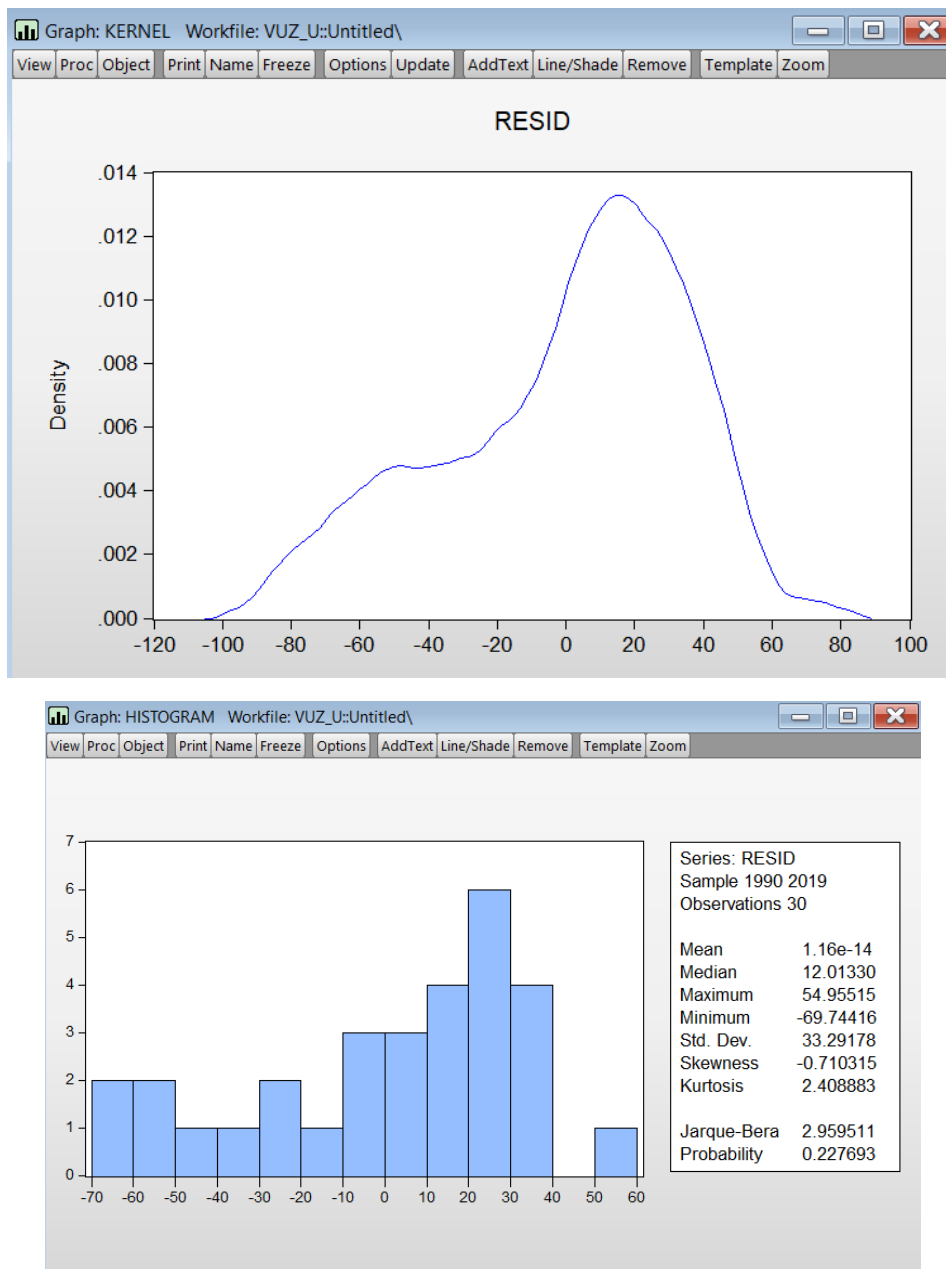 Graph: KERNEL Workfile: VUZ_U::Untitled\
View Proc Object Print Name Freeze Options Update AddText Line/Shade Remove Template Zoom
RESID
.014
.012
.010
.008
.006
.004
.002
.000
Density
-120 -100 -80 -60 -40 -20 0 20 40 60 80 100
Graph: HISTOGRAM Workfile: VUZ_U::Untitled\
View Proc Object Print Name Freeze Options AddText Line/Shade Remove Template Zoom
7
6
5
4
3
2
1
0
-70 -60 -50 -40 -30 -20 -10 0 10 20 30 40 50 60
Series: RESID
Sample 1990 2019
Observations 30
Mean 1.16e-14
Median 12.01330
Maximum 54.95515
Minimum -69.74416
Std. Dev. 33.29178
Skewness -0.710315
Kurtosis 2.408883
Jarque-Bera 2.959511
Probability 0.227693